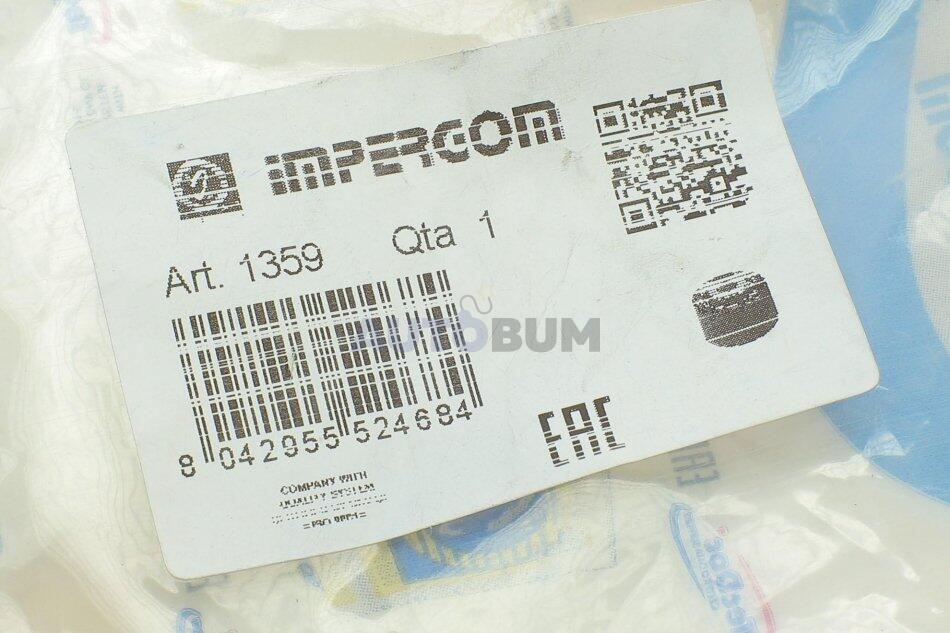 IMPERGOM
Art. 1359 Qta 1
AUTOBUM
8 042955 524684
EAC
COMPANY WITH
QUALITY SYSTEM